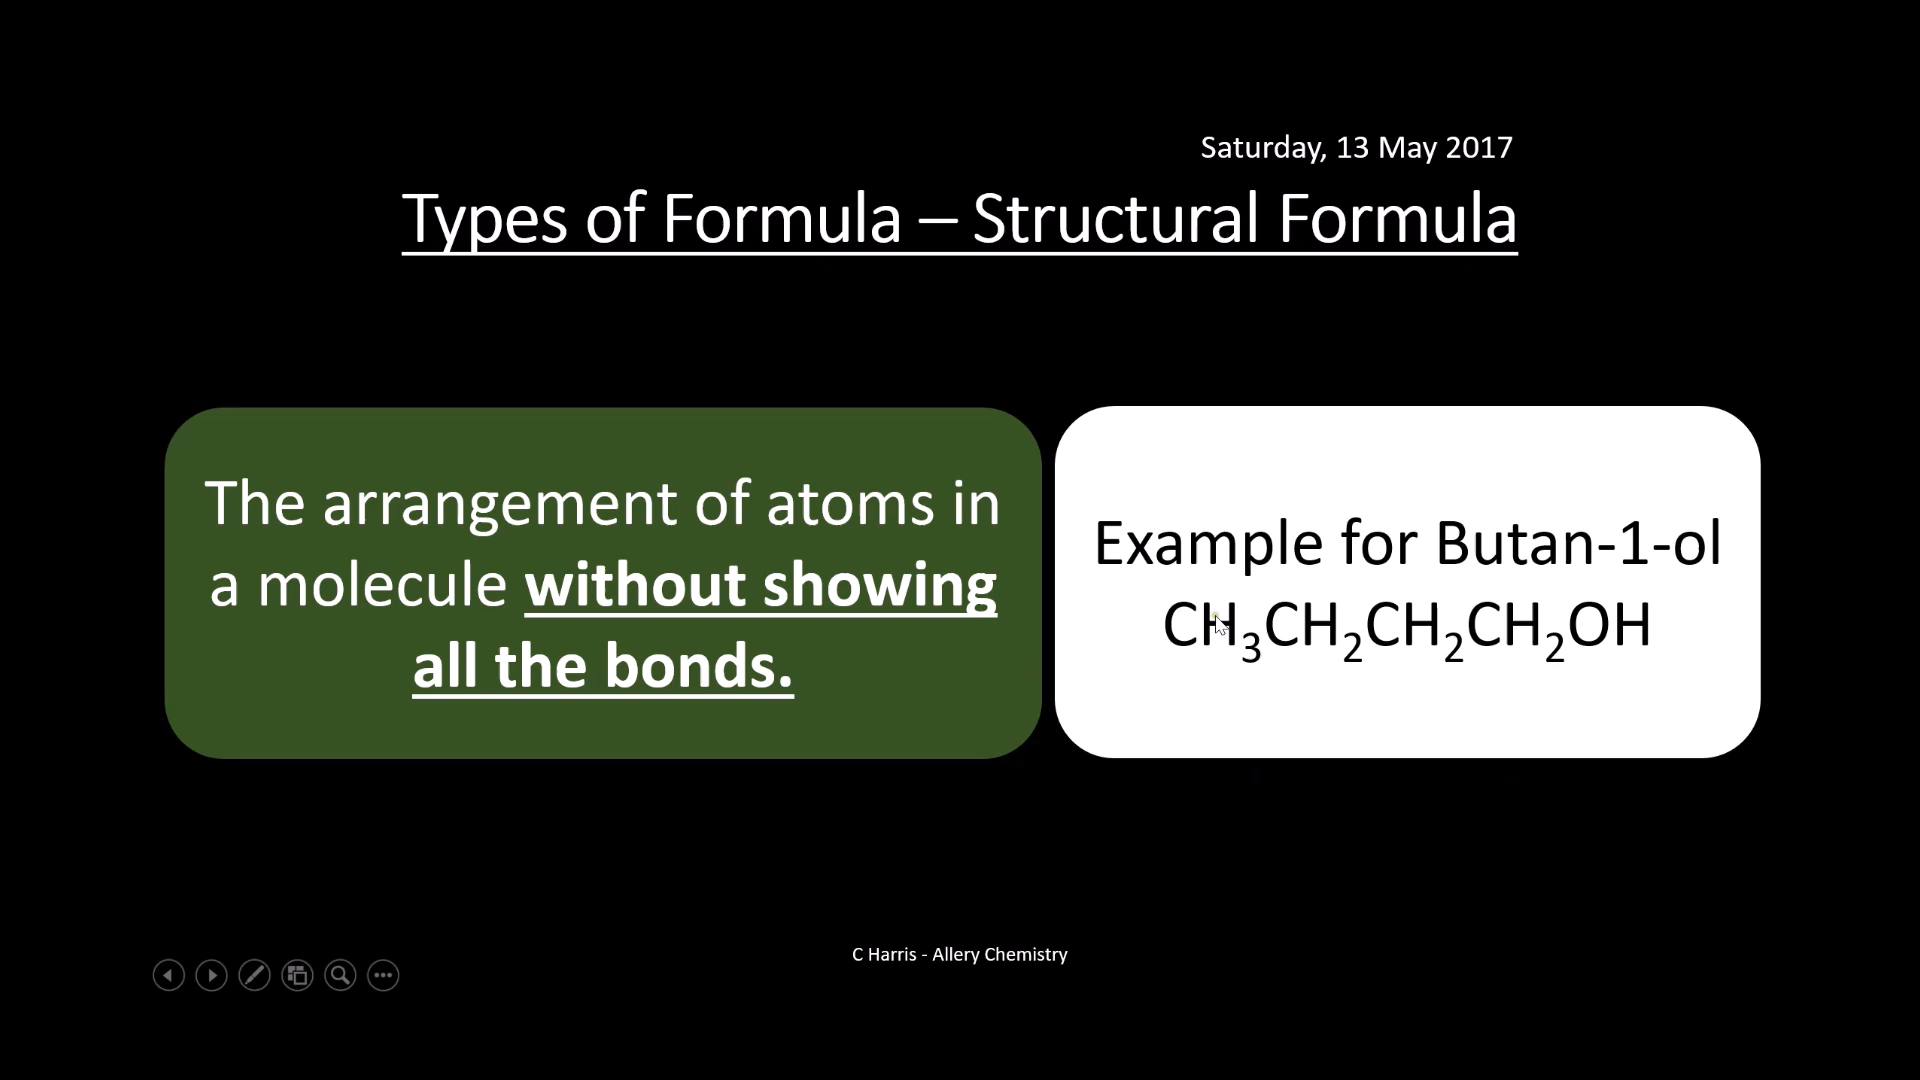 Saturday, 13 May 2017
Types of Formula – Structural Formula
The arrangement of atoms in
a molecule without showing
all the bonds.
Example for Butan-1-ol
CH₃CH₂CH₂CH₂OH
C Harris - Allery Chemistry